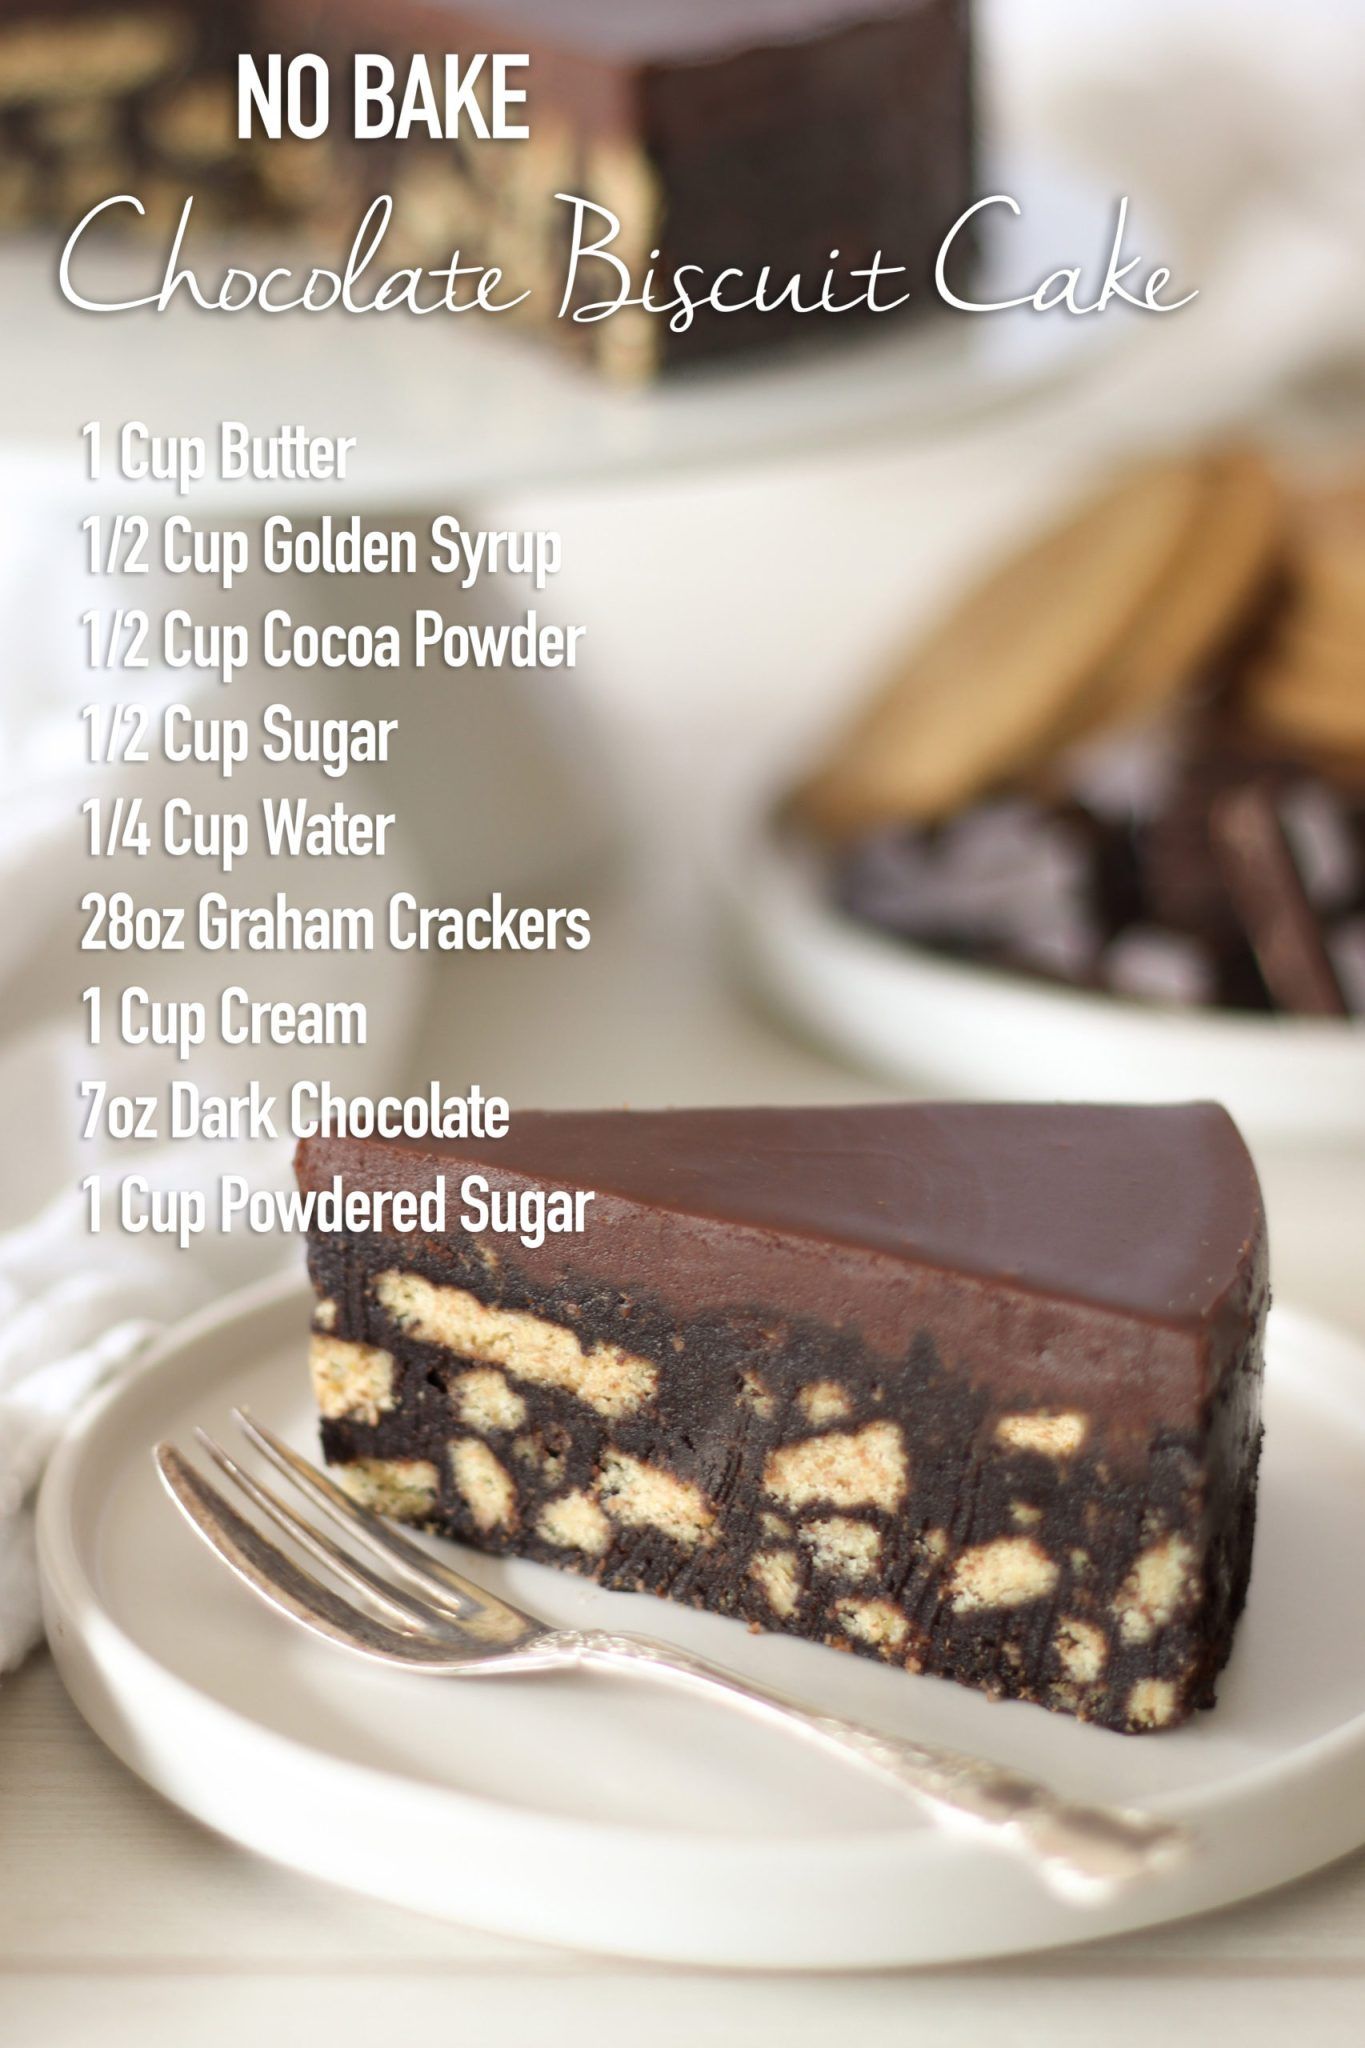 NO BAKE
Chocolate Biscuit Cake
1 Cup Butter
1/2 Cup Golden Syrup
1/2 Cup Cocoa Powder
1/2 Cup Sugar
1/4 Cup Water
28oz Graham Crackers
1 Cup Cream
7oz Dark Chocolate
1 Cup Powdered Sugar